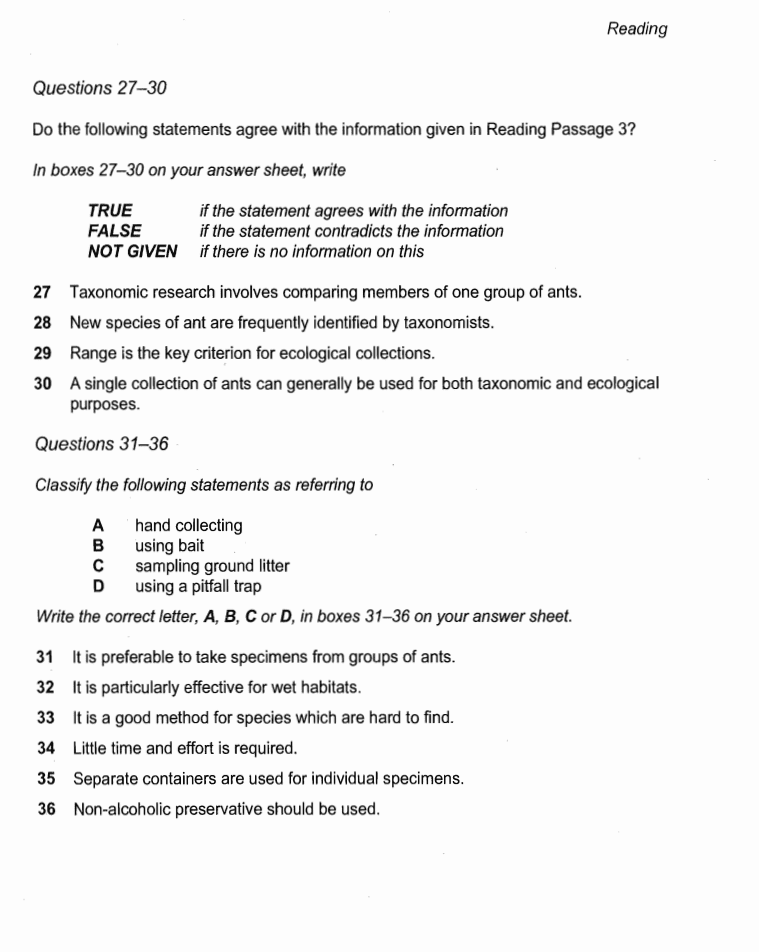 Reading
Questions 27–30
Do the following statements agree with the information given in Reading Passage 3?
In boxes 27–30 on your answer sheet, write
TRUE if the statement agrees with the information
FALSE if the statement contradicts the information
NOT GIVEN if there is no information on this
27 Taxonomic research involves comparing members of one group of ants.
28 New species of ant are frequently identified by taxonomists.
29 Range is the key criterion for ecological collections.
30 A single collection of ants can generally be used for both taxonomic and ecological
purposes.
Questions 31–36
Classify the following statements as referring to
A hand collecting
B using bait
C sampling ground litter
D using a pitfall trap
Write the correct letter, A, B, C or D, in boxes 31–36 on your answer sheet.
31 It is preferable to take specimens from groups of ants.
32 It is particularly effective for wet habitats.
33 It is a good method for species which are hard to find.
34 Little time and effort is required.
35 Separate containers are used for individual specimens.
36 Non-alcoholic preservative should be used.